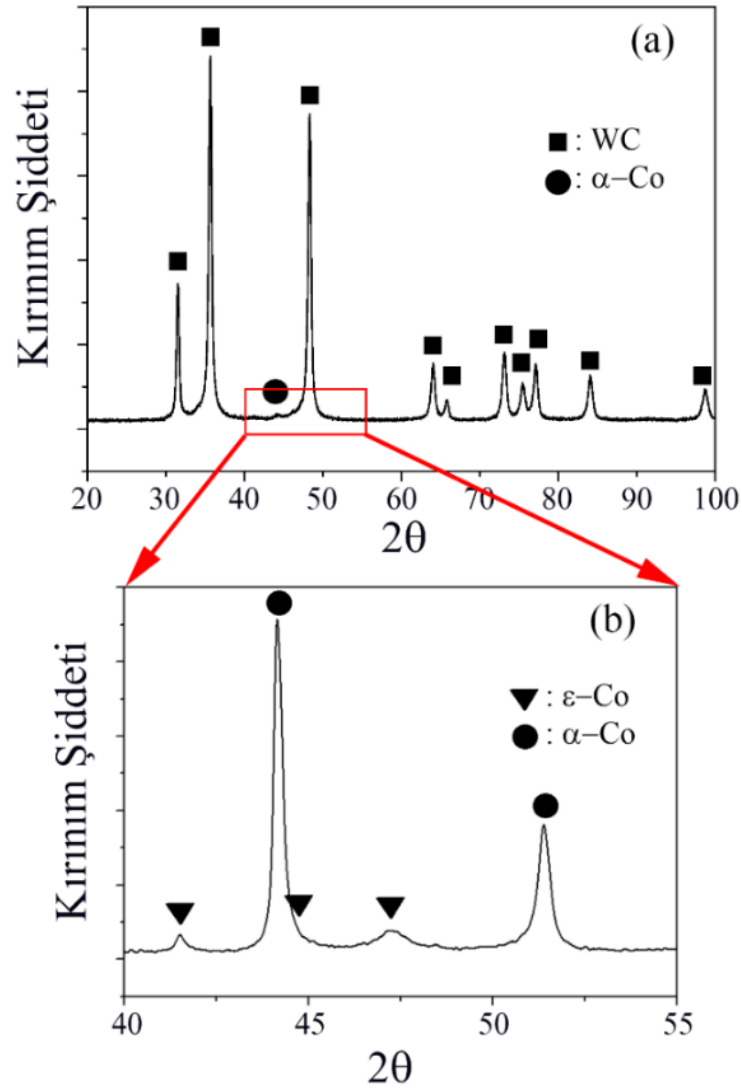 (a)
Kırınım Şiddeti
■ : WC
● : α–Co
20 30 40 50 60 70 80 90 100
2θ
(b)
Kırınım Şiddeti
▼ : ε–Co
● : α–Co
40 45 50 55
2θ